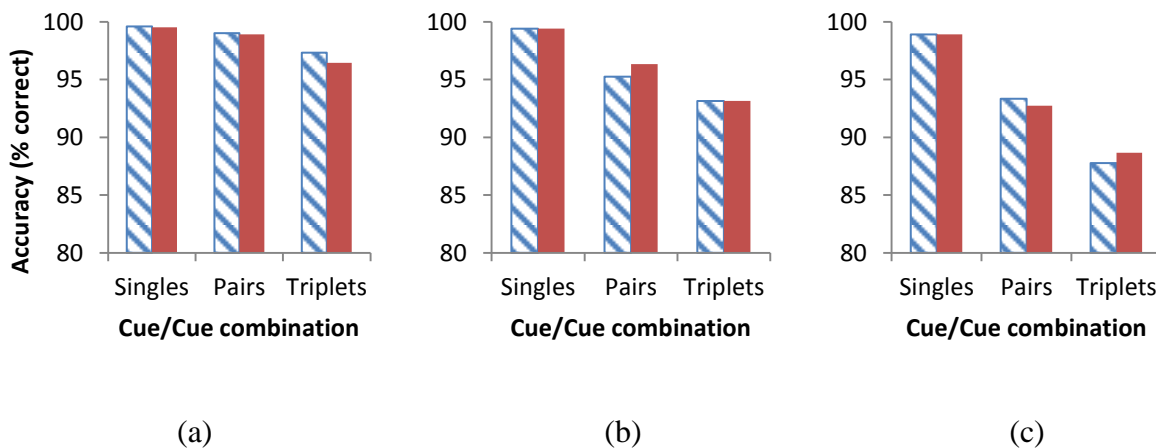 Accuracy (% correct)
100
95
90
85
80
Singles Pairs Triplets
Cue/Cue combination
(a)
100
95
90
85
80
Singles Pairs Triplets
Cue/Cue combination
(b)
100
95
90
85
80
Singles Pairs Triplets
Cue/Cue combination
(c)